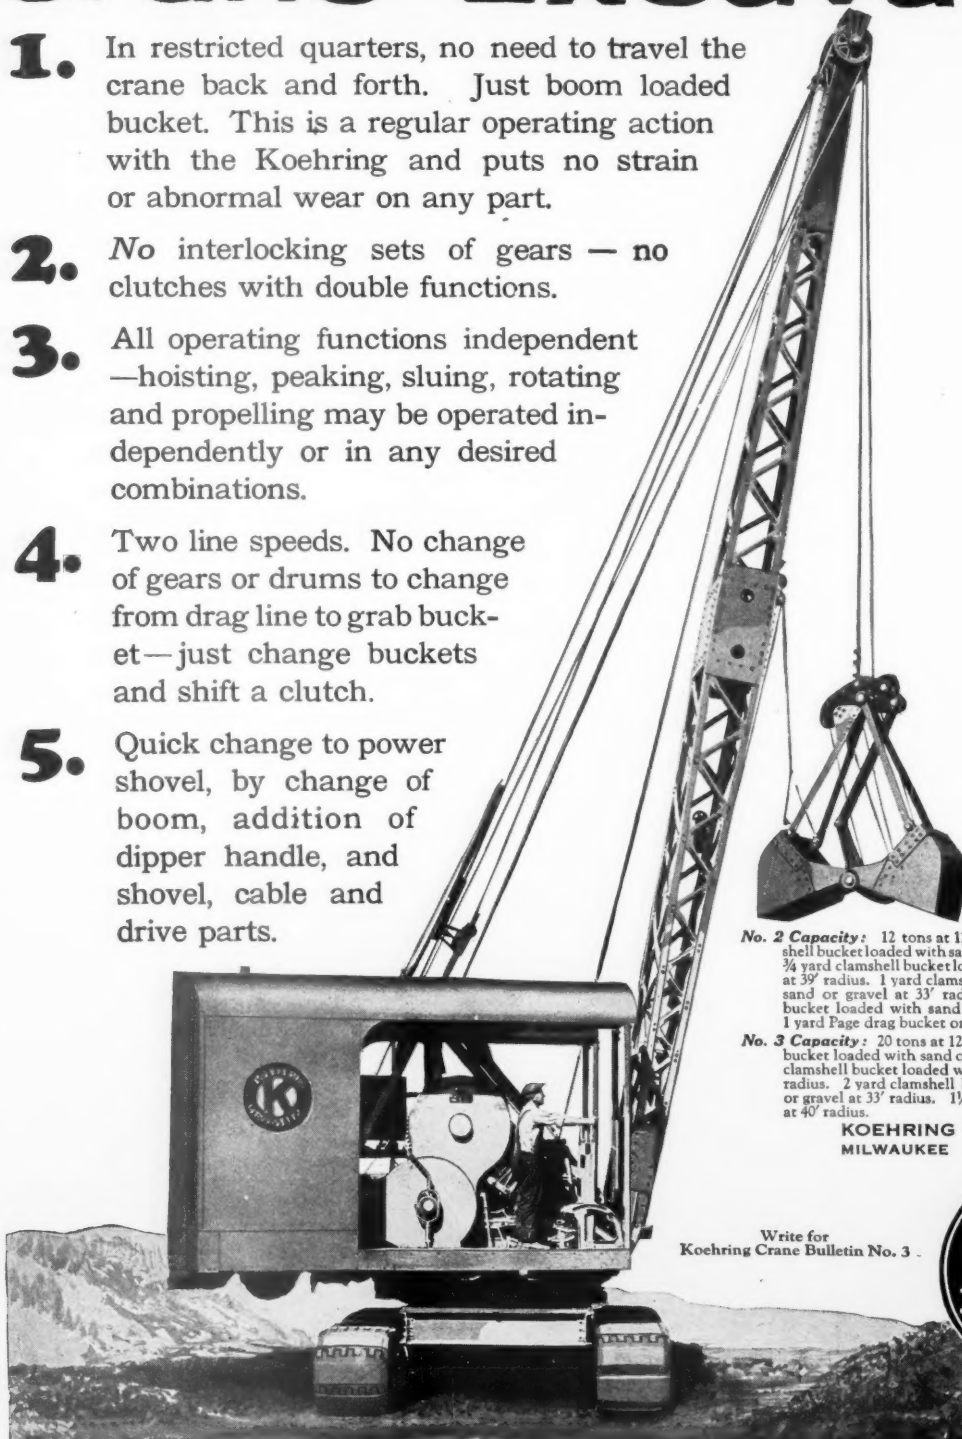 1. In restricted quarters, no need to travel the
crane back and forth. Just boom loaded
bucket. This is a regular operating action
with the Koehring and puts no strain
or abnormal wear on any part.
2. No interlocking sets of gears — no
clutches with double functions.
3. All operating functions independent
—hoisting, peaking, sluing, rotating
and propelling may be operated in-
dependently or in any desired
combinations.
4. Two line speeds. No change
of gears or drums to change
from drag line to grab buck-
et—just change buckets
and shift a clutch.
5. Quick change to power
shovel, by change of
boom, addition of
dipper handle, and
shovel, cable and
drive parts.
No. 2 Capacity: 12 tons at
shell bucket loaded with
¾ yard clamshell bucket
at 39' radius. 1 yard
sand or gravel at 33'
bucket loaded with sand
1 yard Page drag bucket
No. 3 Capacity: 20 tons at
bucket loaded with sand
clamshell bucket loaded
radius. 2 yard clamshell
or gravel at 33' radius.
at 40' radius.
KOEHRING
MILWAUKEE
Write for
Koehring Crane Bulletin No. 3
K